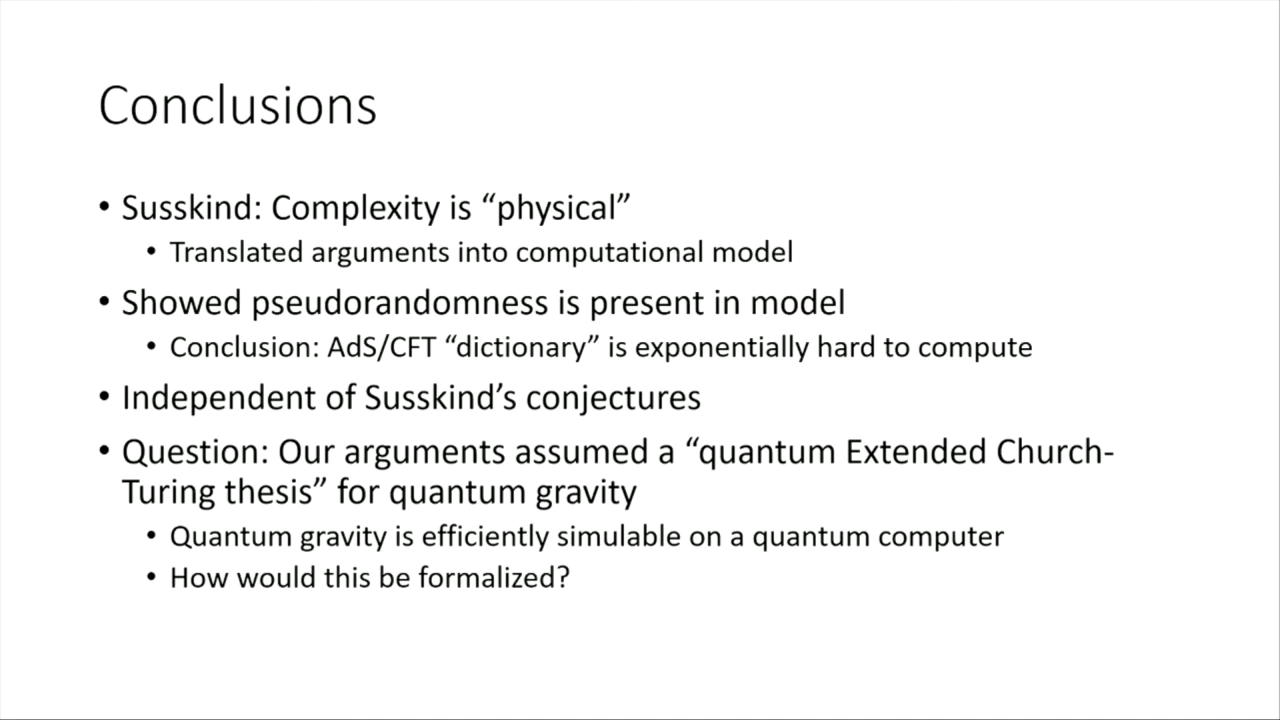 Conclusions
• Susskind: Complexity is “physical”
• Translated arguments into computational model
• Showed pseudorandomness is present in model
• Conclusion: AdS/CFT “dictionary” is exponentially hard to compute
• Independent of Susskind’s conjectures
• Question: Our arguments assumed a “quantum Extended Church-
Turing thesis” for quantum gravity
• Quantum gravity is efficiently simulable on a quantum computer
• How would this be formalized?